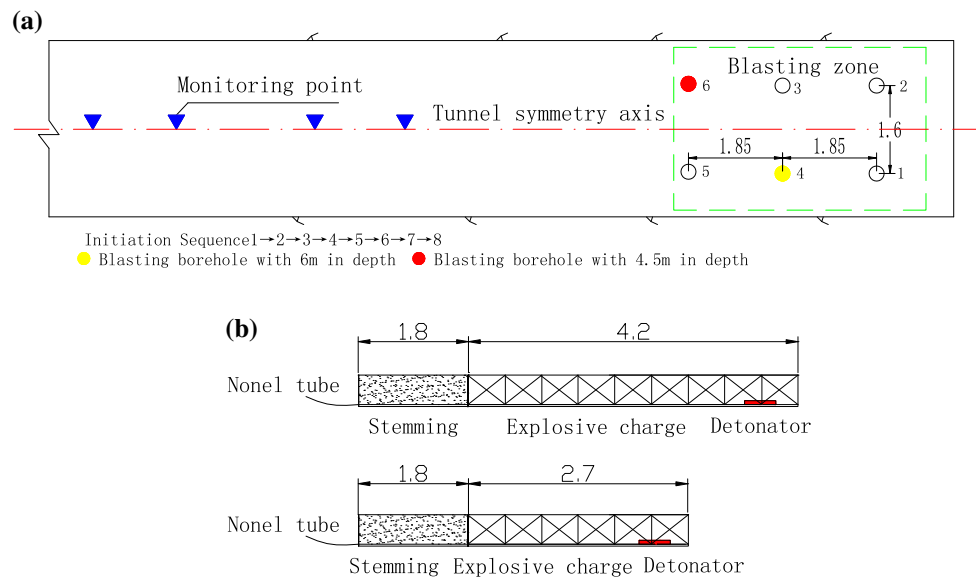 (a)
Monitoring point
Tunnel symmetry axis
Blasting zone
6
3
2
1.6
1.85
1.85
5
4
1
Initiation Sequence1→2→3→4→5→6→7→8
Blasting borehole with 6m in depth
Blasting borehole with 4.5m in depth
(b)
1.8
4.2
Nonel tube
Stemming
Explosive charge
Detonator
1.8
2.7
Nonel tube
Stemming
Explosive charge
Detonator